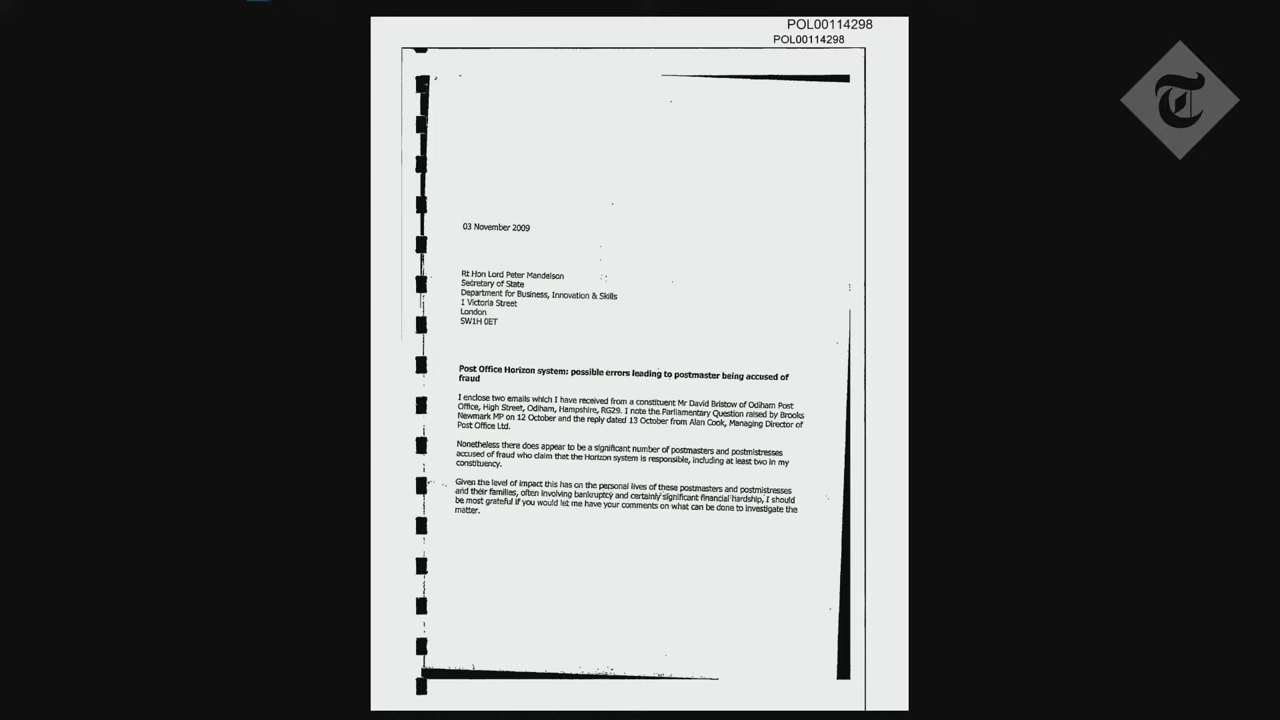 POL00114298
POL00114298
T
03 November 2009
Rt Hon Lord Peter Mandelson
Secretary of State
Department for Business, Innovation & Skills
1 Victoria Street
London
SW1H 0ET
Post Office Horizon system: possible errors leading to postmaster being accused of
fraud
I enclose two emails which I have received from a constituent Mr David Bristow of Odiham Post
Office, High Street, Odiham, Hampshire, RG29. I note the Parliamentary Question raised by Brooks
Newmark MP on 12 October and the reply dated 13 October from Alan Cook, Managing Director of
Post Office Ltd.
Nonetheless there does appear to be a significant number of postmasters and postmistresses
accused of fraud who claim that the Horizon system is responsible, including at least two in my
constituency.
Given the level of impact this has on the personal lives of these postmasters and postmistresses
and their families, often involving bankruptcy and certainly significant financial hardship, I should
be most grateful if you would let me have your comments on what can be done to investigate the
matter.